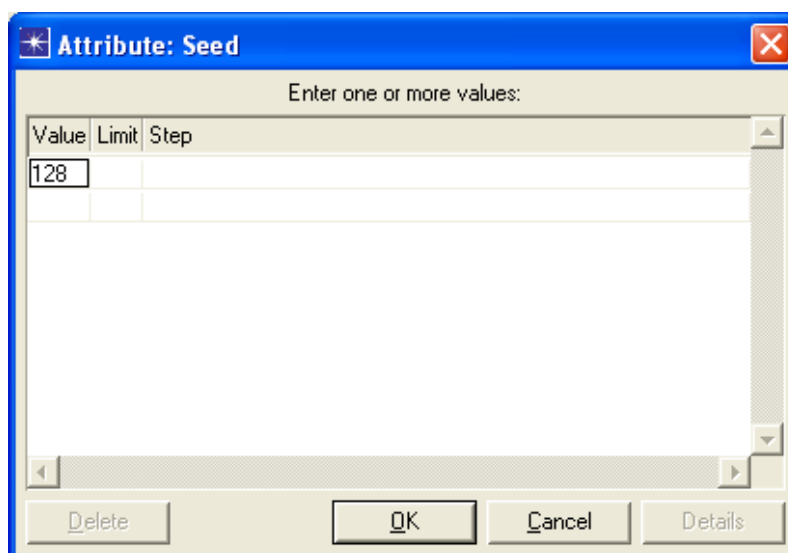 Attribute: Seed
Enter one or more values:
Value Limit Step
128
Delete OK Cancel Details